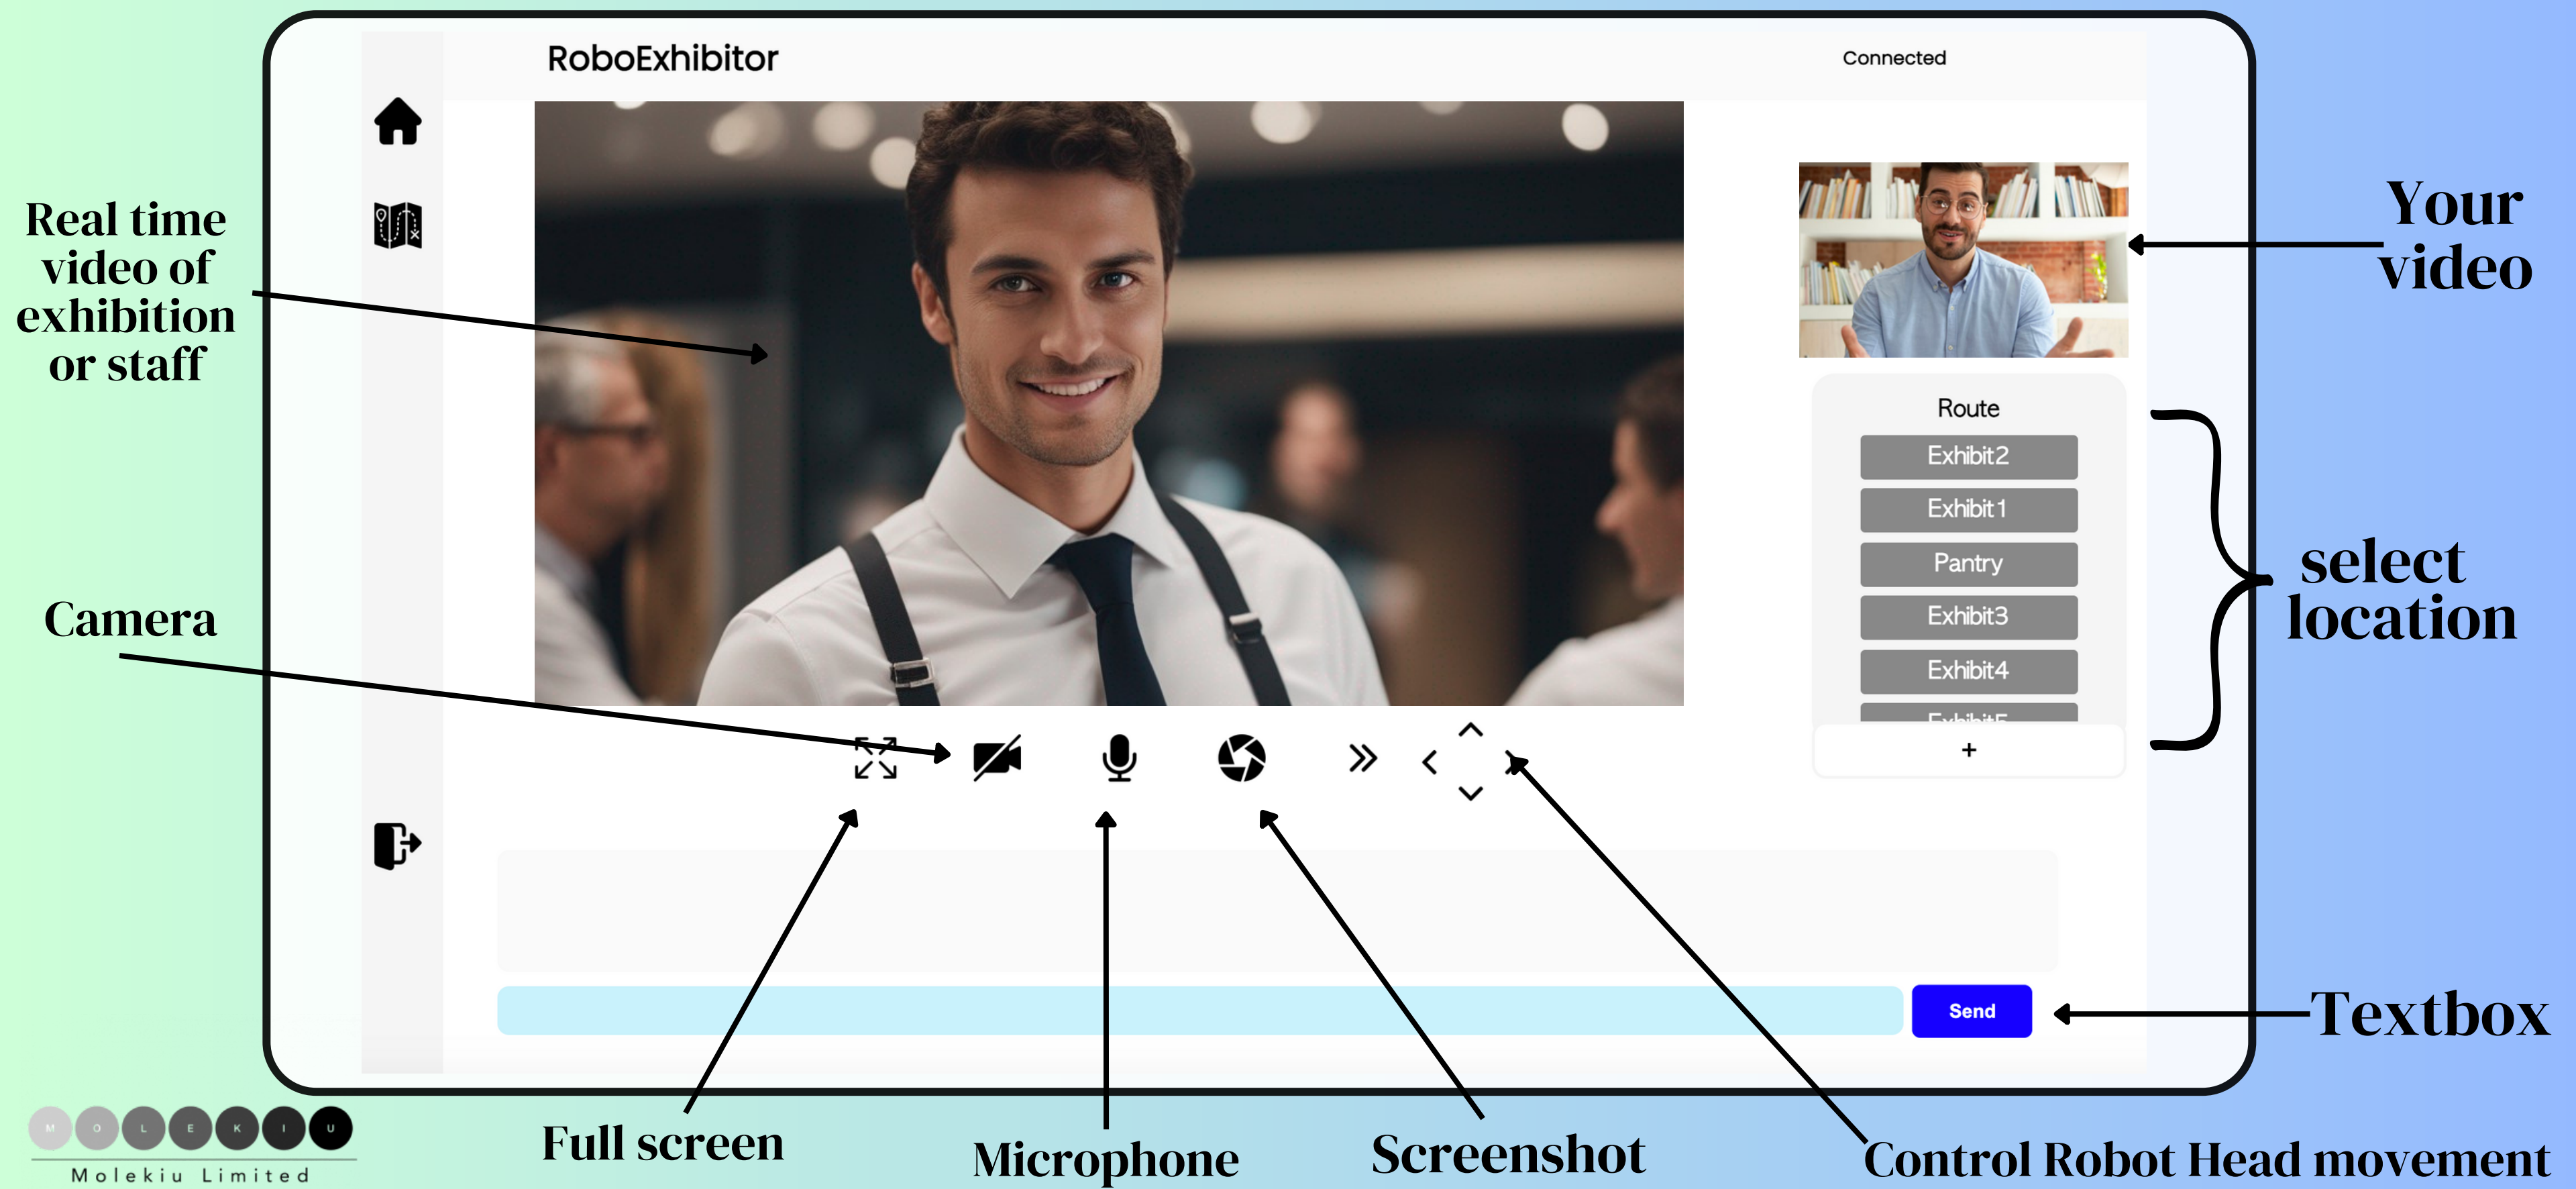 RoboExhibitor
Connected
Real time
video of
exhibition
or staff
Your
video
Route
Exhibit2
Exhibit1
Pantry
Exhibit3
Exhibit4
Exhibit5
+
select
location
Camera
Send
Textbox
Full screen
Microphone
Screenshot
Control Robot Head movement
M O L E K I U
Molekiu Limited